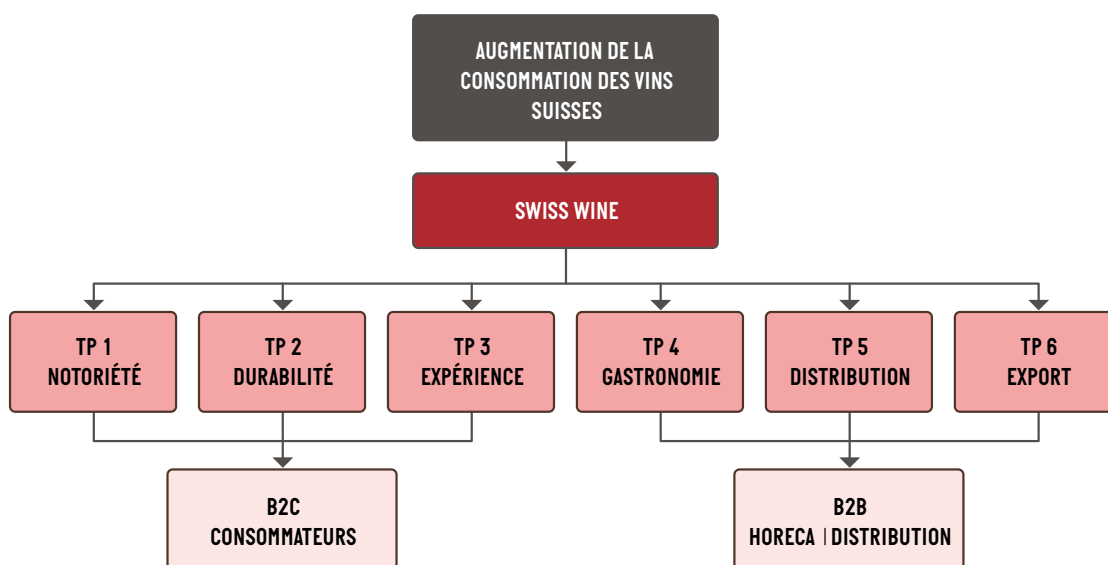 AUGMENTATION DE LA
CONSOMMATION DES VINS
SUISSES
SWISS WINE
TP 1
NOTORIÉTÉ
TP 2
DURABILITÉ
TP 3
EXPÉRIENCE
TP 4
GASTRONOMIE
TP 5
DISTRIBUTION
TP 6
EXPORT
B2C
CONSOMMATEURS
B2B
HORECA | DISTRIBUTION